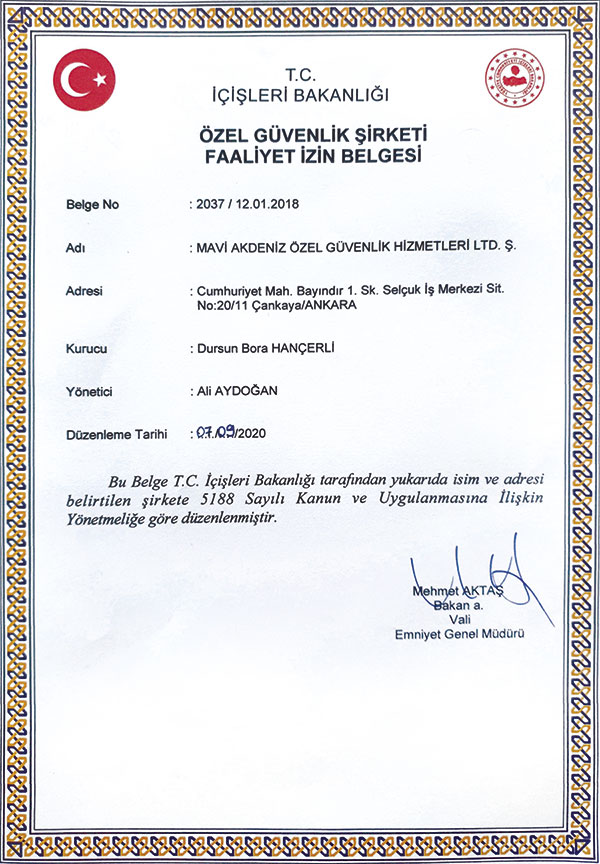 T.C.
İÇİŞLERİ BAKANLIĞI
ÖZEL GÜVENLİK ŞİRKETİ
FAALİYET İZİN BELGESİ
Belge No : 2037 / 12.01.2018
Adı : MAVİ AKDENİZ ÖZEL GÜVENLİK HİZMETLERİ LTD. Ş.
Adresi : Cumhuriyet Mah. Bayındır 1. Sk. Selçuk İş Merkezi Sit.
No:20/11 Çankaya/ANKARA
Kurucu : Dursun Bora HANÇERLİ
Yönetici : Ali AYDOĞAN
Düzenleme Tarihi : 07/09/2020
Bu Belge T.C. İçişleri Bakanlığı tarafından yukarıda isim ve adresi
belirtilen şirkete 5188 Sayılı Kanun ve Uygulanmasına İlişkin
Yönetmeliğe göre düzenlenmiştir.
Mehmet AKTAŞ
Bakan a.
Vali
Emniyet Genel Müdürü